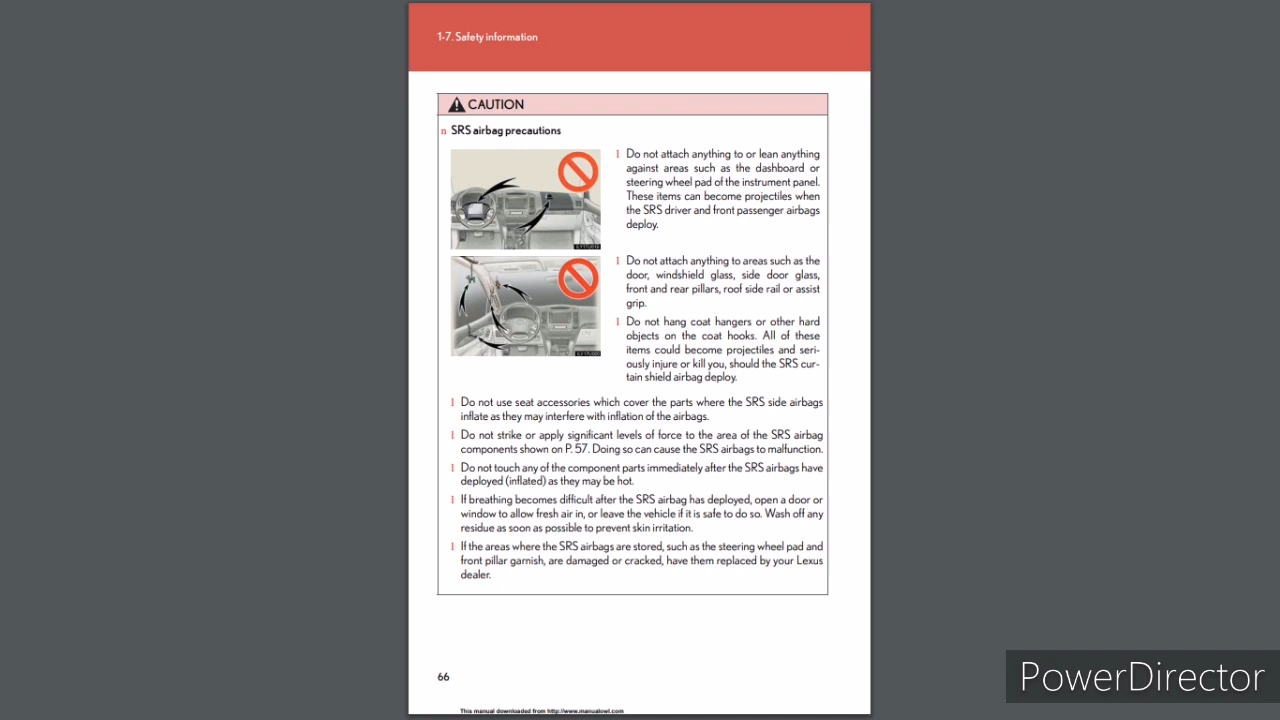 1-7. Safety information
CAUTION
n SRS airbag precautions
l Do not attach anything to or lean anything
against areas such as the dashboard or
steering wheel pad of the instrument panel.
These items can become projectiles when
the SRS driver and front passenger airbags
deploy.
l Do not attach anything to areas such as the
door, windshield glass, side door glass,
front and rear pillars, roof side rail or assist
grip.
l Do not hang coat hangers or other hard
objects on the coat hooks. All of these
items could become projectiles and seri-
ously injure or kill you, should the SRS cur-
tain shield airbag deploy.
l Do not use seat accessories which cover the parts where the SRS side airbags
inflate as they may interfere with inflation of the airbags.
l Do not strike or apply significant levels of force to the area of the SRS airbag
components shown on P. 57. Doing so can cause the SRS airbags to malfunction.
l Do not touch any of the component parts immediately after the SRS airbags have
deployed (inflated) as they may be hot.
l If breathing becomes difficult after the SRS airbag has deployed, open a door or
window to allow fresh air in, or leave the vehicle if it is safe to do so. Wash off any
residue as soon as possible to prevent skin irritation.
l If the areas where the SRS airbags are stored, such as the steering wheel pad and
front pillar garnish, are damaged or cracked, have them replaced by your Lexus
dealer.
66
This manual downloaded from http://www.manualowl.com
PowerDirector